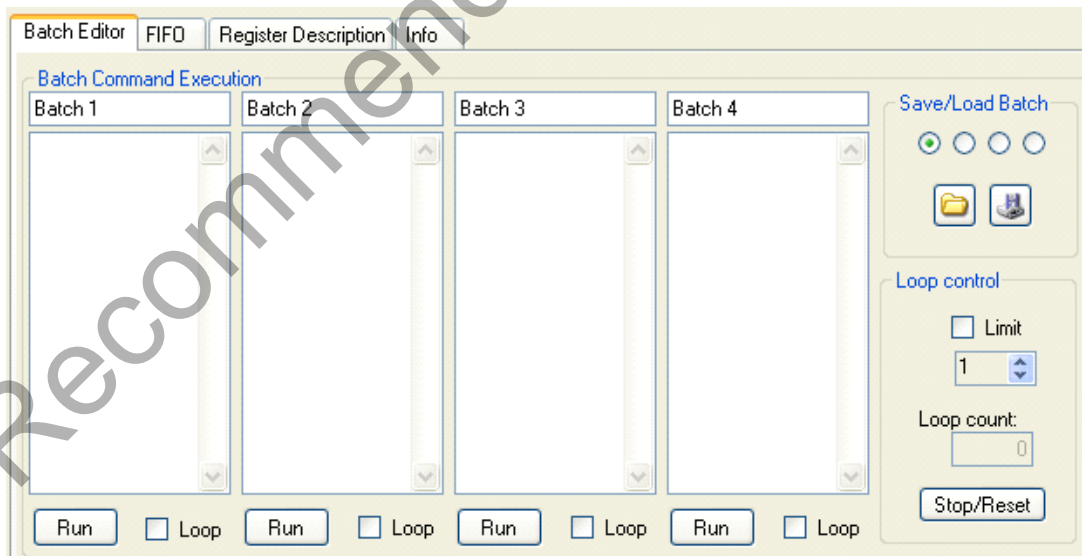 Batch Editor FIFO Register Description Info
Batch Command Execution
Batch 1 Batch 2 Batch 3 Batch 4
Save/Load Batch
Loop control
Limit
1
Loop count:
0
Stop/Reset
Run Loop Run Loop Run Loop Run Loop
Recommen